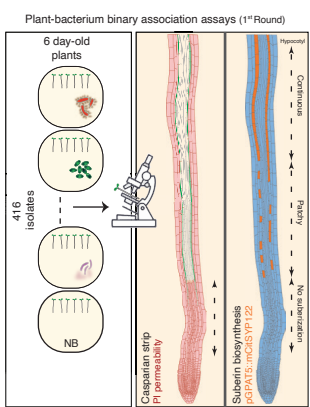 Plant-bacterium binary association assays (1st Round)
6 day-old
plants
416
isolates
NB
Casparian strip
PI permeability
Suberin biosynthesis
pGPAT5::mCitSYP122
Hypocotyl
Continuous
Patchy
No suberization